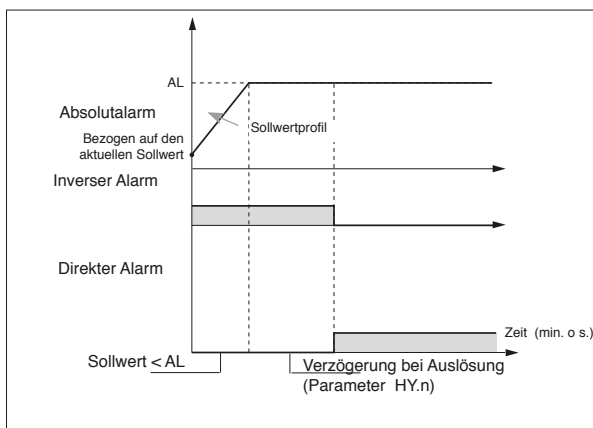 AL
Absolutalarm
Sollwertprofil
Bezogen auf den
aktuellen Sollwert
Inverser Alarm
Direkter Alarm
Zeit (min. o s.)
Sollwert < AL
Verzögerung bei Auslösung
(Parameter HY.n)